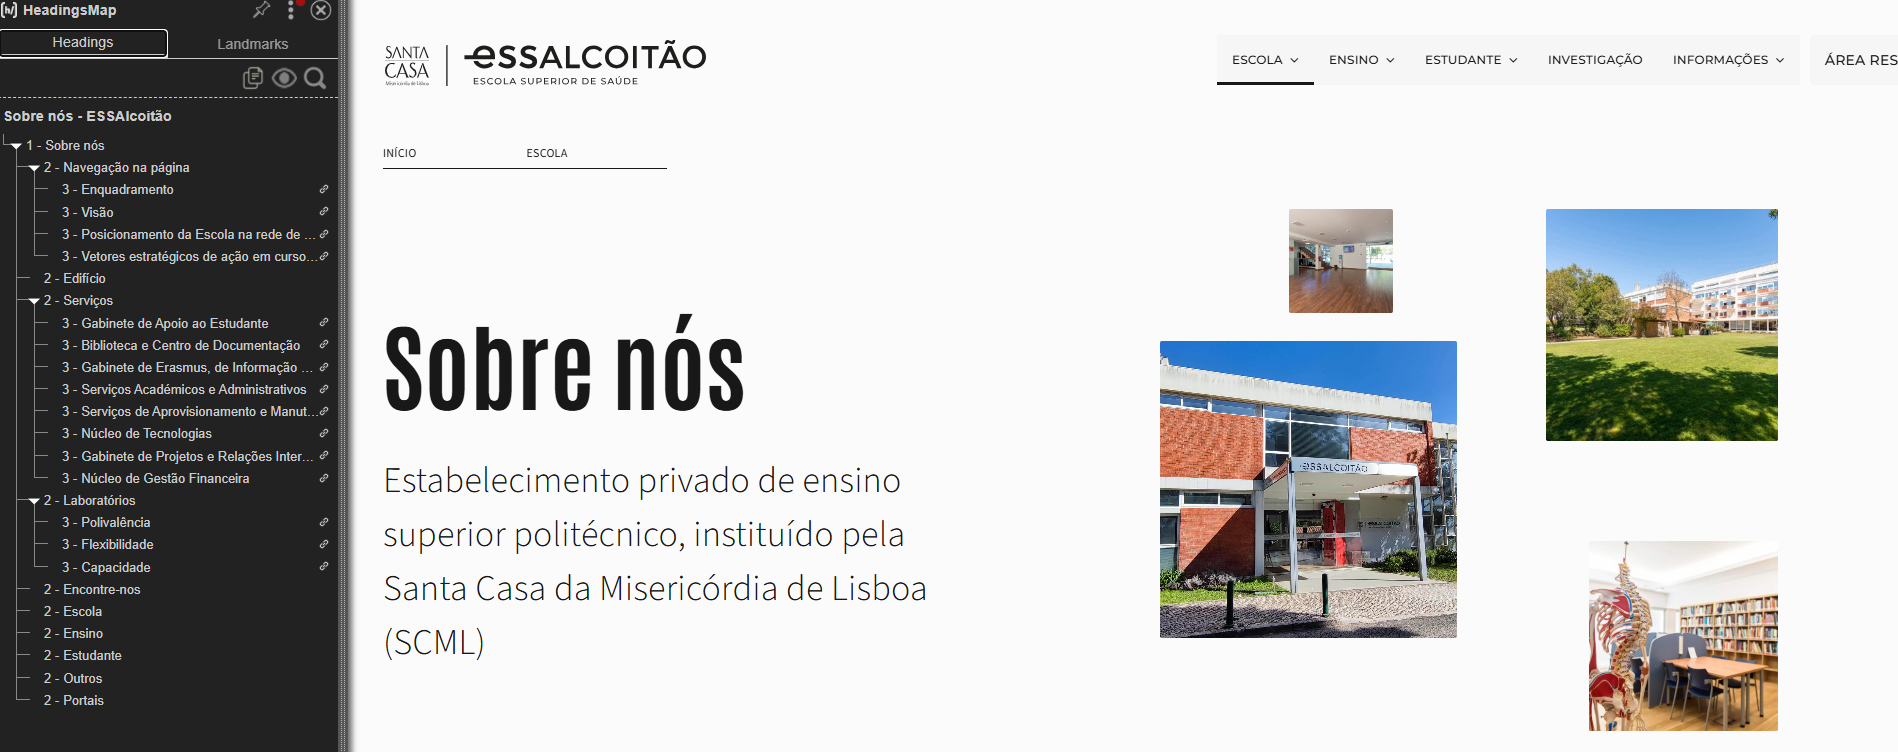 HeadingsMap
Headings
Landmarks
Sobre nós - ESSAlcoitão
1 - Sobre nós
2 - Navegação na página
3 - Enquadramento
3 - Visão
3 - Posicionamento da Escola na rede de ...
3 - Vetores estratégicos de ação em curso...
2 - Edifício
2 - Serviços
3 - Gabinete de Apoio ao Estudante
3 - Biblioteca e Centro de Documentação
3 - Gabinete de Erasmus, de Informação ...
3 - Serviços Académicos e Administrativos
3 - Serviços de Aprovisionamento e Manut...
3 - Núcleo de Tecnologias
3 - Gabinete de Projetos e Relações Inter...
3 - Núcleo de Gestão Financeira
2 - Laboratórios
3 - Polivalência
3 - Flexibilidade
3 - Capacidade
2 - Encontre-nos
2 - Escola
2 - Ensino
2 - Estudante
2 - Outros
2 - Portais
SANTA
CASA
Misericórdia de Lisboa
eSSALCOITÃO
ESCOLA SUPERIOR DE SAÚDE
ESCOLA
ENSINO
ESTUDANTE
INVESTIGAÇÃO
INFORMAÇÕES
ÁREA RES
INÍCIO
ESCOLA
Sobre nós
Estabelecimento privado de ensino
superior politécnico, instituído pela
Santa Casa da Misericórdia de Lisboa
(SCML)
eSSALCOITÃO